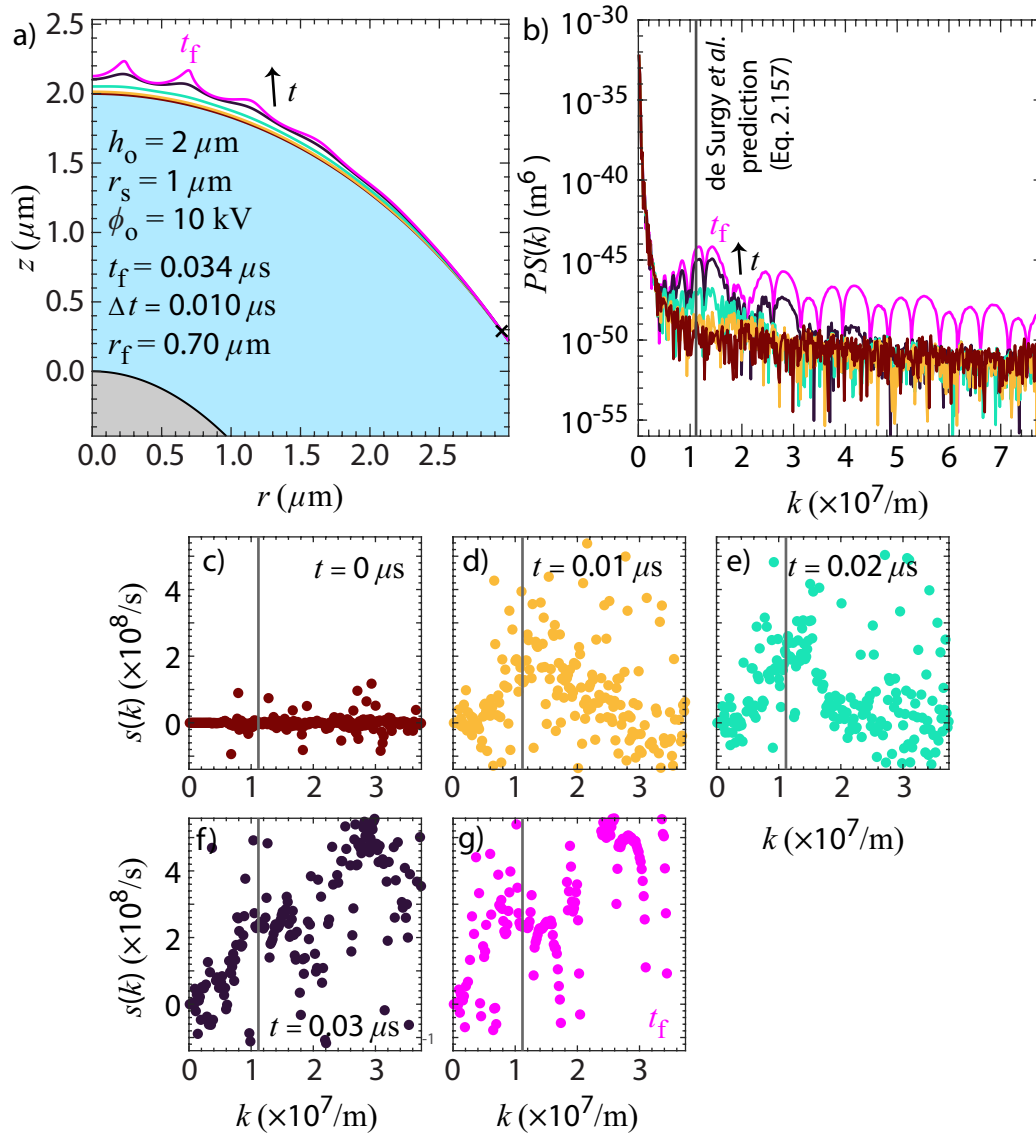 a)
2.5
2.0
1.5
1.0
0.5
0.0
z (μm)
t_f
t
h_o = 2 μm
r_s = 1 μm
ϕ_o = 10 kV
t_f = 0.034 μs
Δt = 0.010 μs
r_f = 0.70 μm
0.0 0.5 1.0 1.5 2.0 2.5
r (μm)
b)
10^-30
10^-35
10^-40
10^-45
10^-50
10^-55
PS(k) (m^6)
de Surgy et al.
prediction
(Eq. 2.157)
t_f
t
0 1 2 3 4 5 6 7
k (×10^7/m)
c)
t = 0 μs
4
2
0
s(k) (×10^8/s)
0 1 2 3
d)
t = 0.01 μs
0 1 2 3
e)
t = 0.02 μs
0 1 2 3
k (×10^7/m)
f)
4
2
0
s(k) (×10^8/s)
t = 0.03 μs
-1
0 1 2 3
k (×10^7/m)
g)
t_f
0 1 2 3
k (×10^7/m)